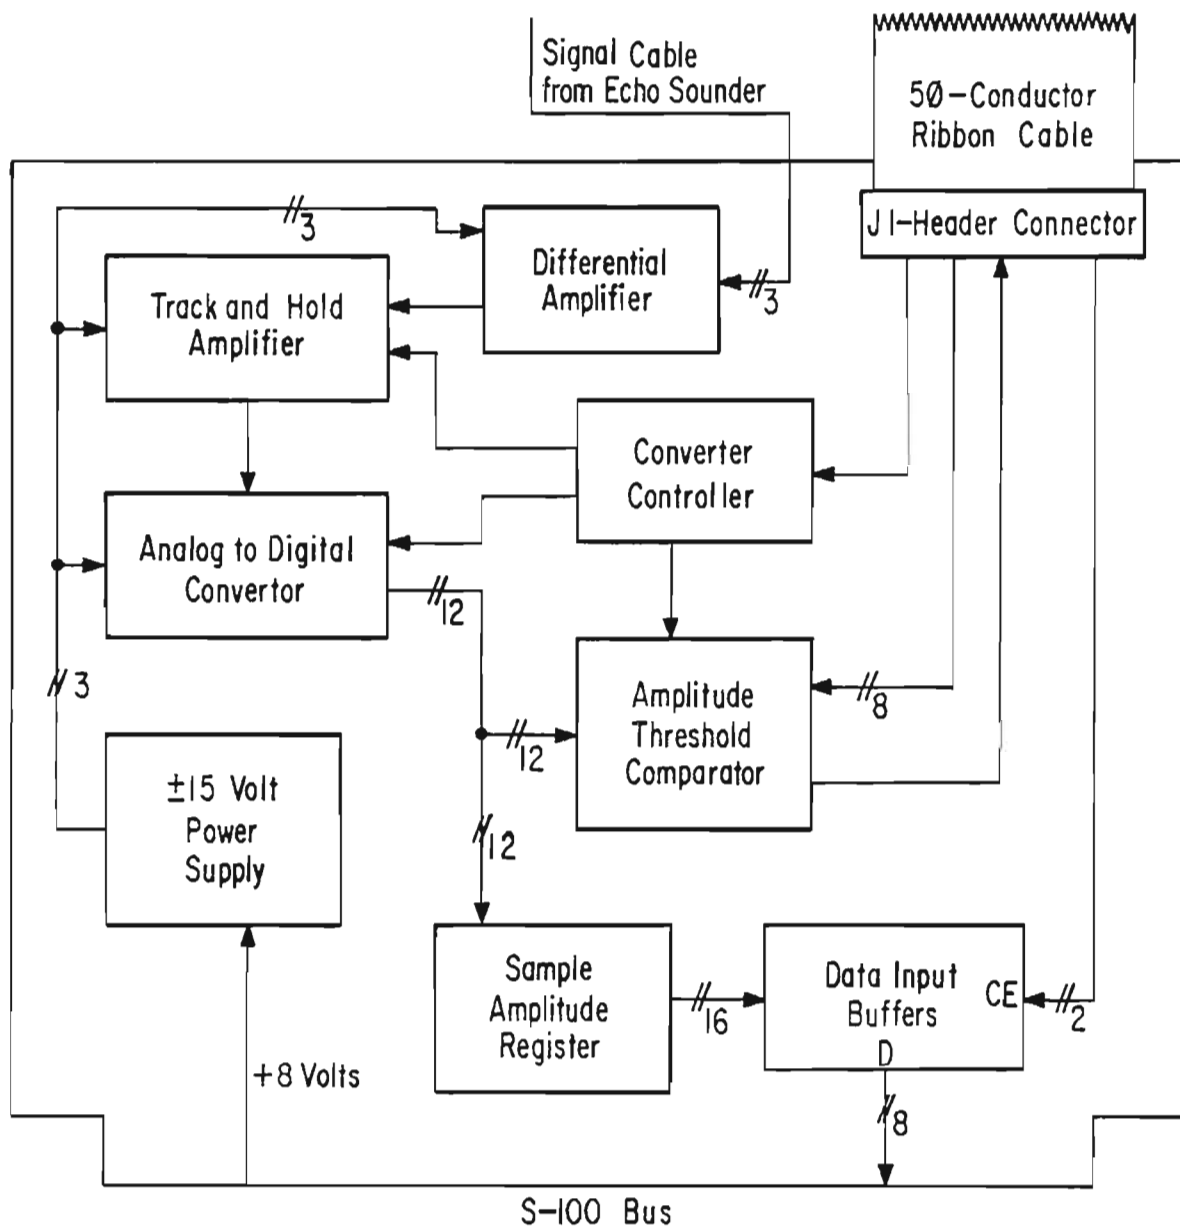 Signal Cable
from Echo Sounder
50-Conductor
Ribbon Cable
J1-Header Connector
3
Differential
Amplifier
3
Track and Hold
Amplifier
Converter
Controller
Analog to Digital
Convertor
12
3
Amplitude
Threshold
Comparator
8
12
±15 Volt
Power
Supply
12
Sample
Amplitude
Register
16
Data Input
Buffers
CE
D
2
+8 Volts
8
S-100 Bus